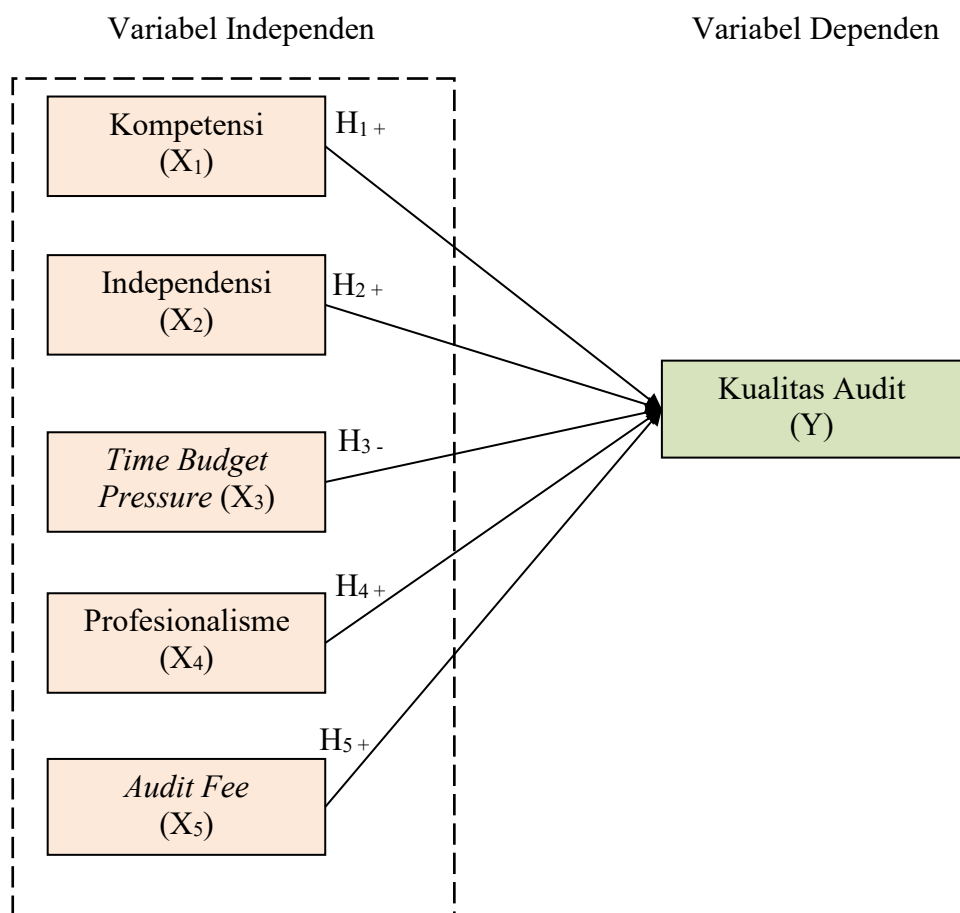 Variabel Independen
Variabel Dependen
Kompetensi
(X₁)
H₁ ₊
Independensi
(X₂)
H₂ ₊
Time Budget
Pressure (X₃)
H₃ ₋
Profesionalisme
(X₄)
H₄ ₊
Audit Fee
(X₅)
H₅ ₊
Kualitas Audit
(Y)